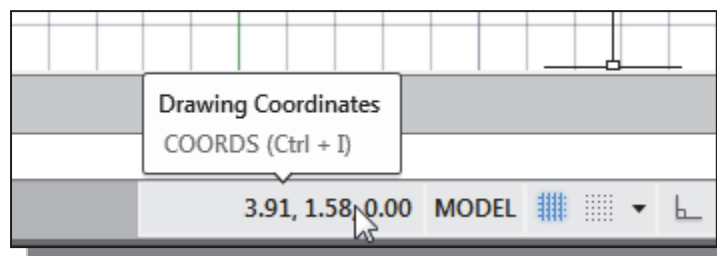 Drawing Coordinates
COORDS (Ctrl + I)
3.91, 1.58, 0.00 MODEL